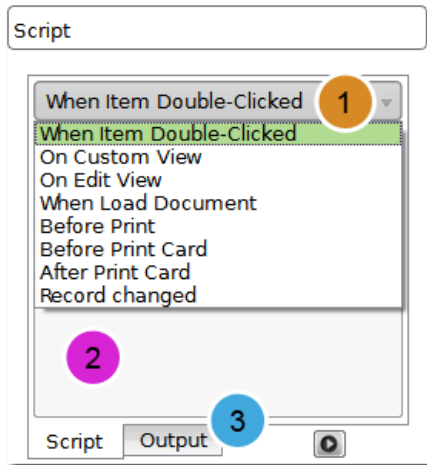 Script
When Item Double-Clicked 1
When Item Double-Clicked
On Custom View
On Edit View
When Load Document
Before Print
Before Print Card
After Print Card
Record changed
2
3
Script Output